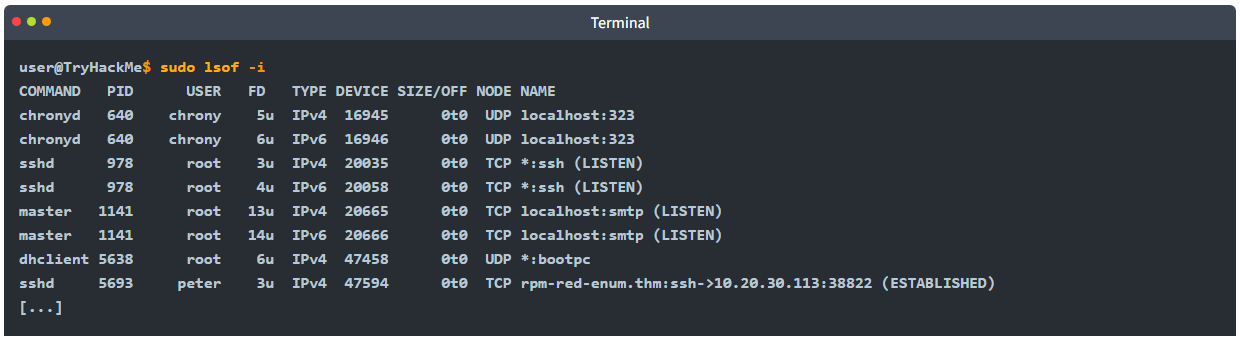 Terminal
user@TryHackMe$ sudo lsof -i
COMMAND   PID      USER   FD   TYPE DEVICE SIZE/OFF NODE NAME
chronyd   640    chrony    5u  IPv4  16945      0t0  UDP localhost:323
chronyd   640    chrony    6u  IPv6  16946      0t0  UDP localhost:323
sshd      978      root    3u  IPv4  20035      0t0  TCP *:ssh (LISTEN)
sshd      978      root    4u  IPv6  20058      0t0  TCP *:ssh (LISTEN)
master   1141      root   13u  IPv4  20665      0t0  TCP localhost:smtp (LISTEN)
master   1141      root   14u  IPv6  20666      0t0  TCP localhost:smtp (LISTEN)
dhclient 5638      root    6u  IPv4  47458      0t0  UDP *:bootpc
sshd     5693     peter    3u  IPv4  47594      0t0  TCP rpm-red-enum.thm:ssh->10.20.30.113:38822 (ESTABLISHED)
[...]